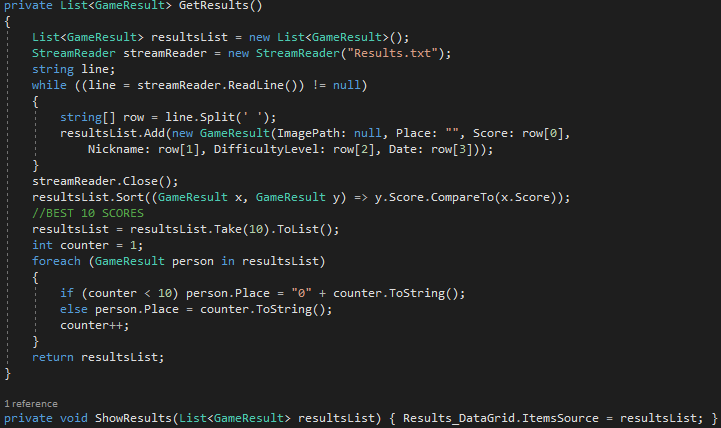 private List<GameResult> GetResults()
{
List<GameResult> resultsList = new List<GameResult>();
StreamReader streamReader = new StreamReader("Results.txt");
string line;
while ((line = streamReader.ReadLine()) != null)
{
string[] row = line.Split(' ');
resultsList.Add(new GameResult(ImagePath: null, Place: "", Score: row[0],
Nickname: row[1], DifficultyLevel: row[2], Date: row[3]));
}
streamReader.Close();
resultsList.Sort((GameResult x, GameResult y) => y.Score.CompareTo(x.Score));
//BEST 10 SCORES
resultsList = resultsList.Take(10).ToList();
int counter = 1;
foreach (GameResult person in resultsList)
{
if (counter < 10) person.Place = "0" + counter.ToString();
else person.Place = counter.ToString();
counter++;
}
return resultsList;
}
1 reference
private void ShowResults(List<GameResult> resultsList) { Results_DataGrid.ItemsSource = resultsList; }